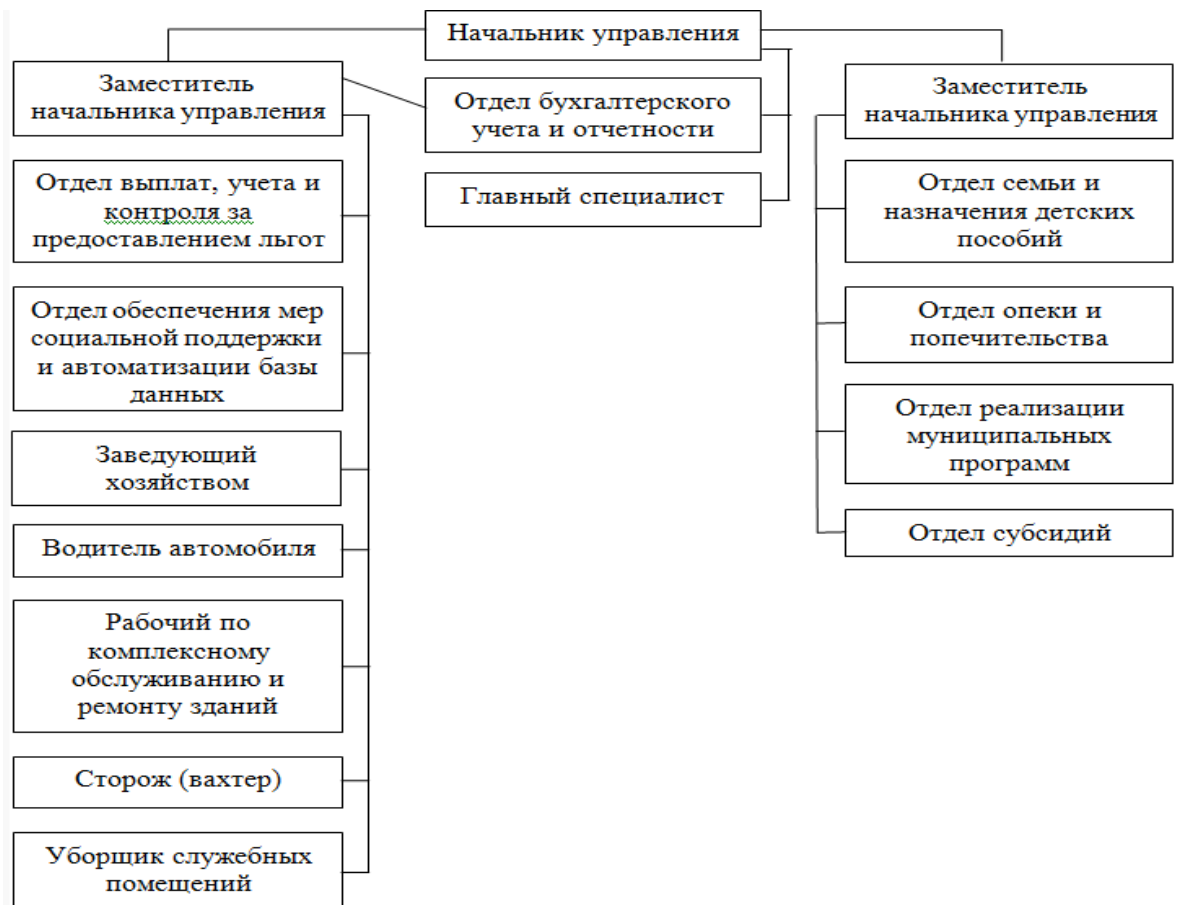 Начальник управления
Заместитель
начальника управления
Отдел бухгалтерского
учета и отчетности
Заместитель
начальника управления
Отдел выплат, учета и
контроля за
предоставлением льгот
Главный специалист
Отдел семьи и
назначения детских
пособий
Отдел обеспечения мер
социальной поддержки
и автоматизации базы
данных
Отдел опеки и
попечительства
Отдел реализации
муниципальных
программ
Заведующий
хозяйством
Водитель автомобиля
Отдел субсидий
Рабочий по
комплексному
обслуживанию и
ремонту зданий
Сторож (вахтер)
Уборщик служебных
помещений